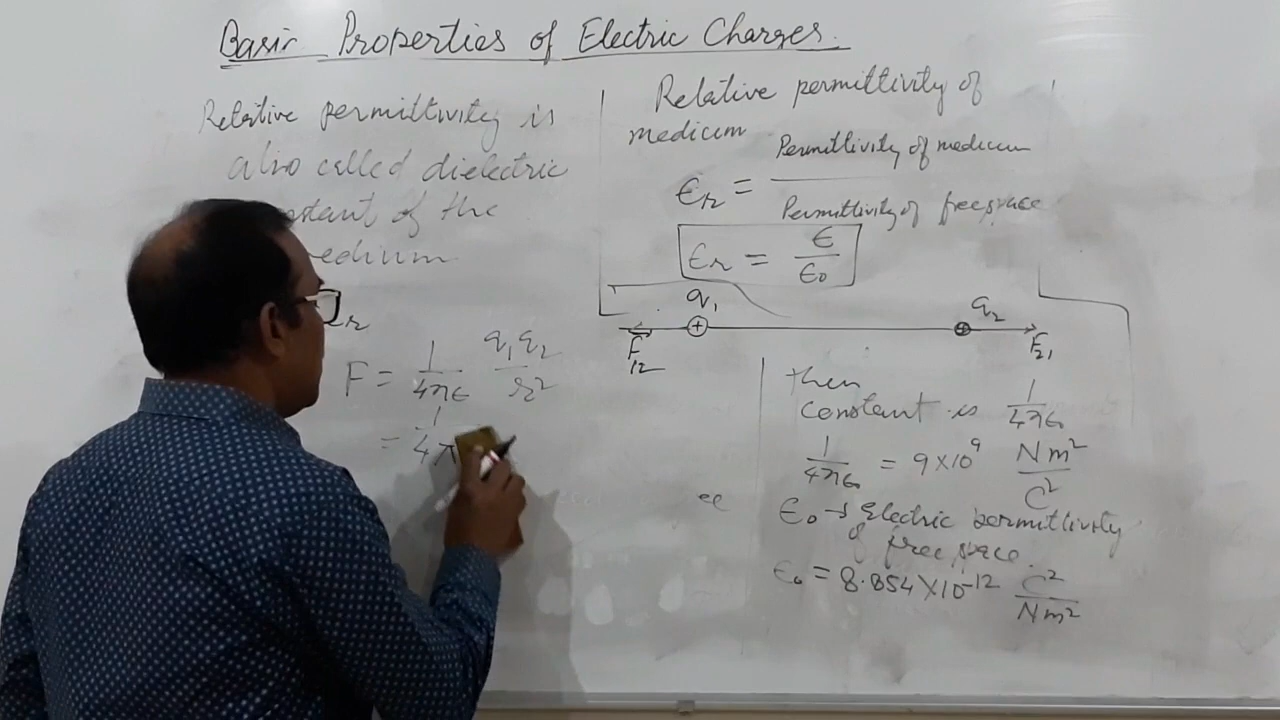 Basic Properties of Electric Charges.
Relative permittivity is
also called dielectric
of the
medium
F = 1/4πϵ q₁q₂/r²
= 1/4π
Relative permittivity of
medium
ϵr = Permittivity of medium / Permittivity of free space
ϵr = ϵ/ϵ₀
q₁ q₂
+
F₁₂ F₂₁
then
constant is 1/4πϵ₀
1/4πϵ₀ = 9×10⁹ Nm²/C²
ϵ₀ → Electric permittivity
of free space.
ϵ₀ = 8.854×10⁻¹² C²/Nm²